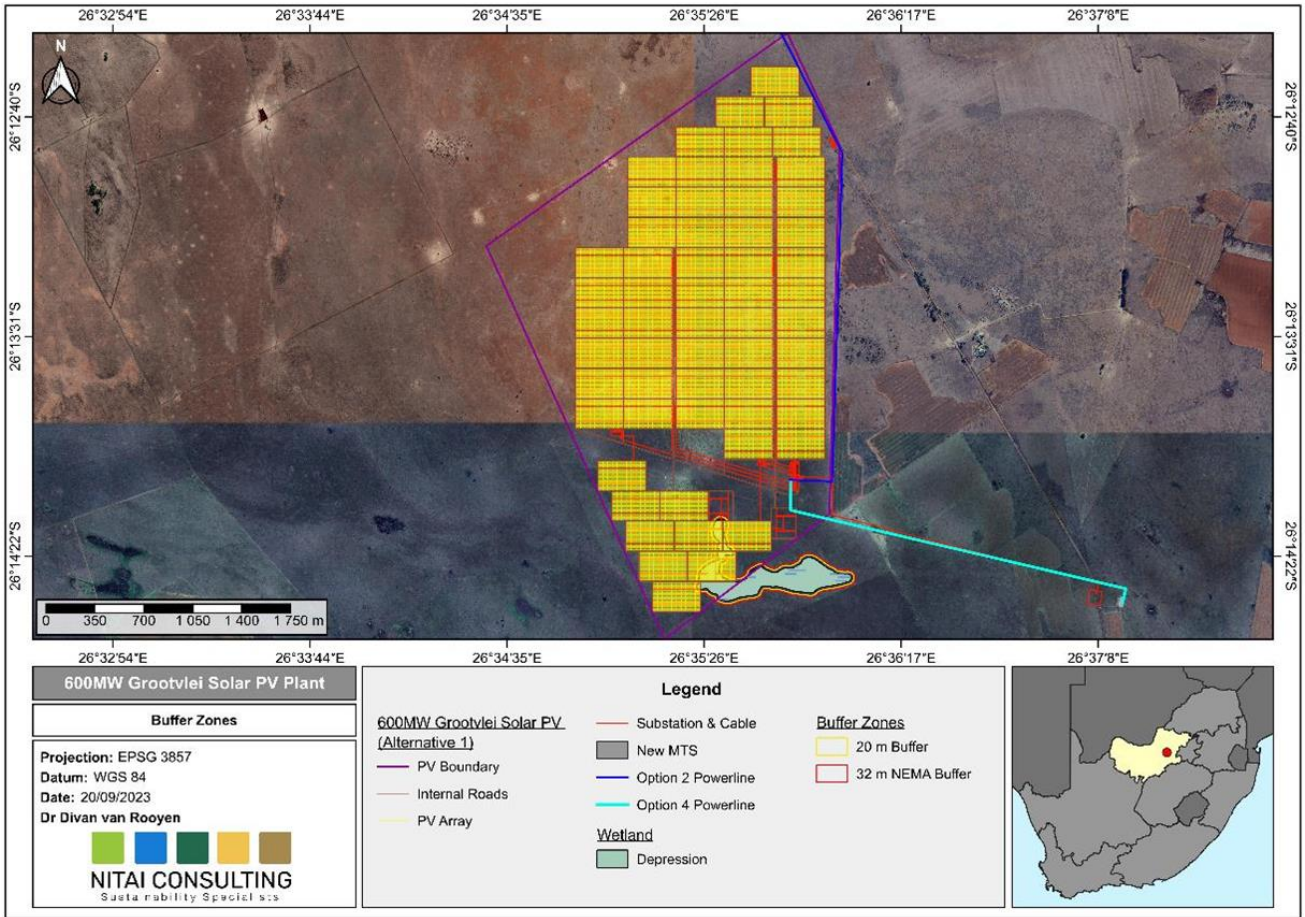 26°32'54"E 26°33'44"E 26°34'35"E 26°35'26"E 26°36'17"E 26°37'8"E
N
26°12'40"S 26°12'40"S
26°13'31"S 26°13'31"S
26°14'22"S 26°14'22"S
0 350 700 1 050 1 400 1 750 m
26°32'54"E 26°33'44"E 26°34'35"E 26°35'26"E 26°36'17"E 26°37'8"E
600MW Grootvlei Solar PV Plant
Buffer Zones
Projection: EPSG 3857
Datum: WGS 84
Date: 20/09/2023
Dr Divan van Rooyen
NITAI CONSULTING
Sustainability Specialists
Legend
600MW Grootvlei Solar PV
(Alternative 1)
PV Boundary
Internal Roads
PV Array
Substation & Cable
New MTS
Option 2 Powerline
Option 4 Powerline
Wetland
Depression
Buffer Zones
20 m Buffer
32 m NEMA Buffer